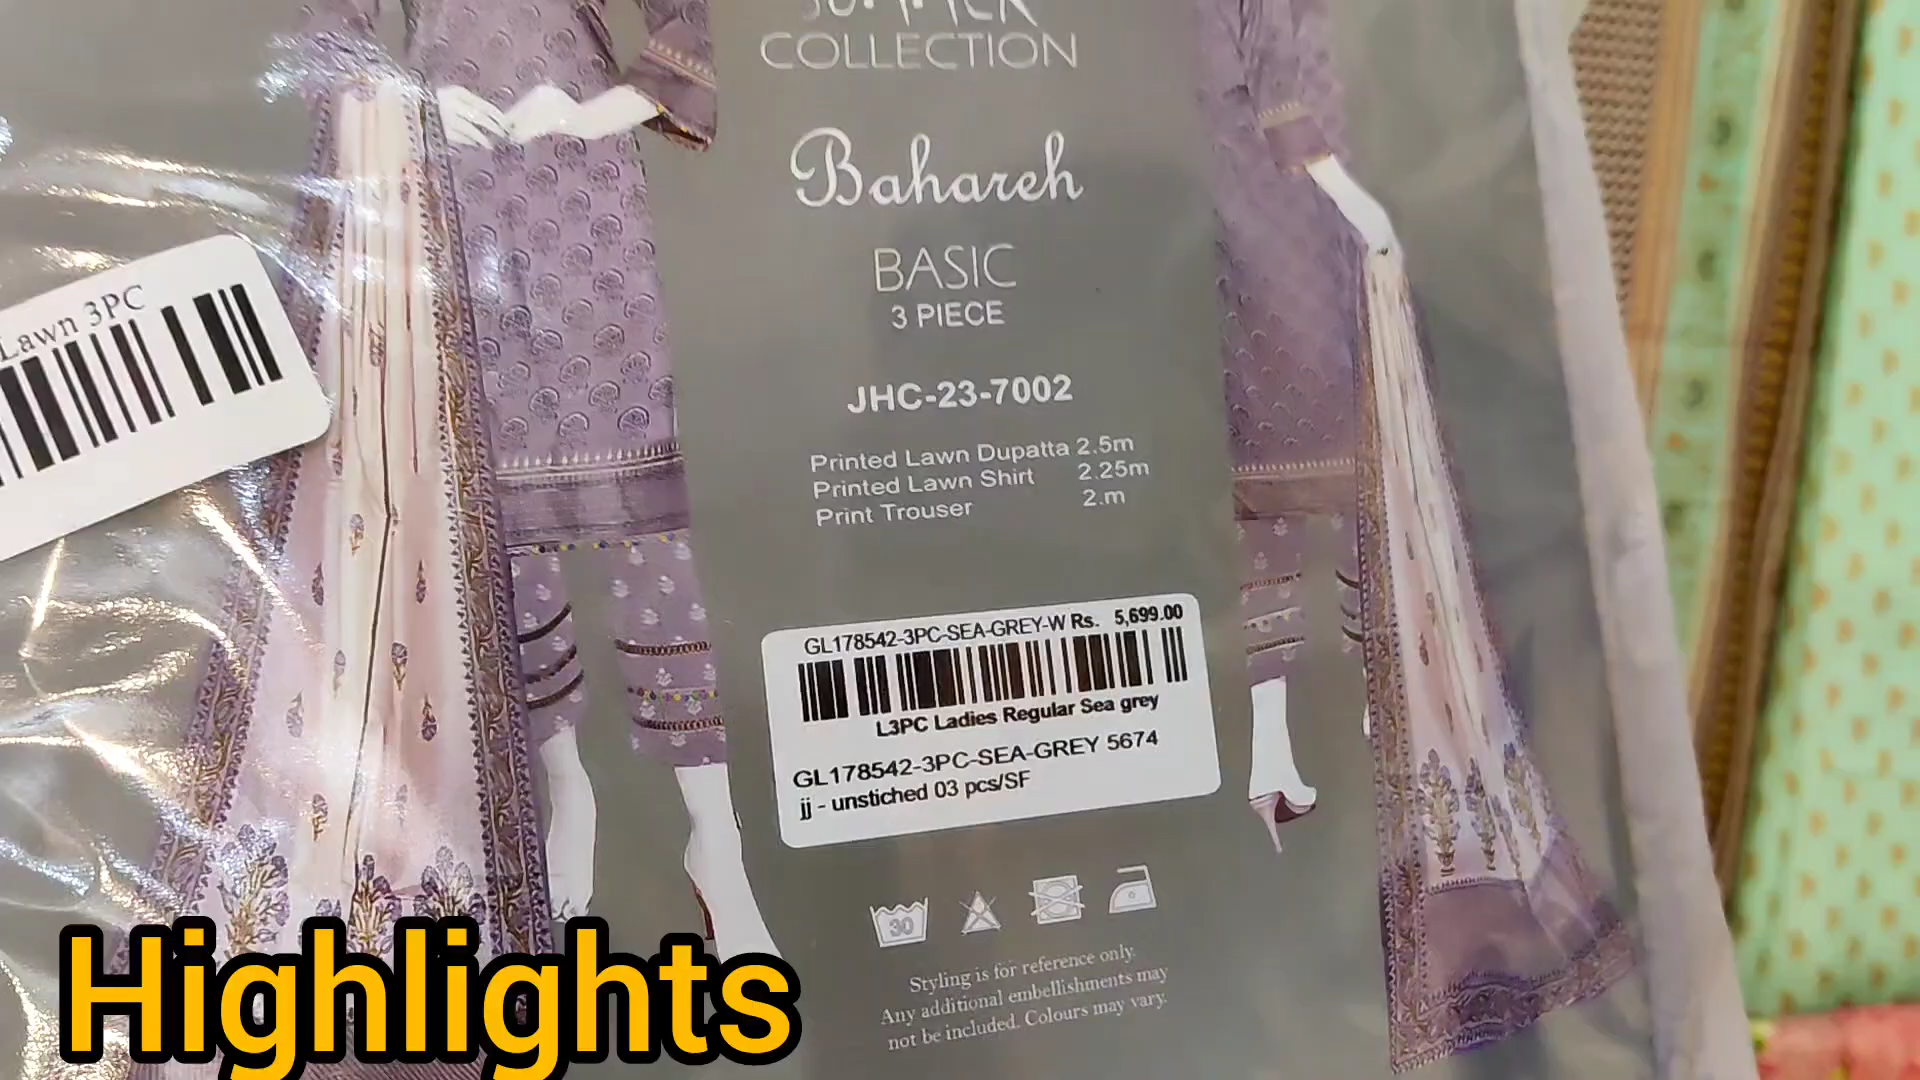 SUMMER
COLLECTION
Bahareh
BASIC
3 PIECE
JHC-23-7002
Printed Lawn Dupatta 2.5m
Printed Lawn Shirt 2.25m
Print Trouser 2.m
Lawn 3PC
GL178542-3PC-SEA-GREY-W Rs. 5,699.00
L3PC Ladies Regular Sea grey
GL178542-3PC-SEA-GREY 5674
jj - unstiched 03 pcs/SF
30
Styling is for reference only.
Any additional embellishments may
not be included. Colours may vary.
Highlights